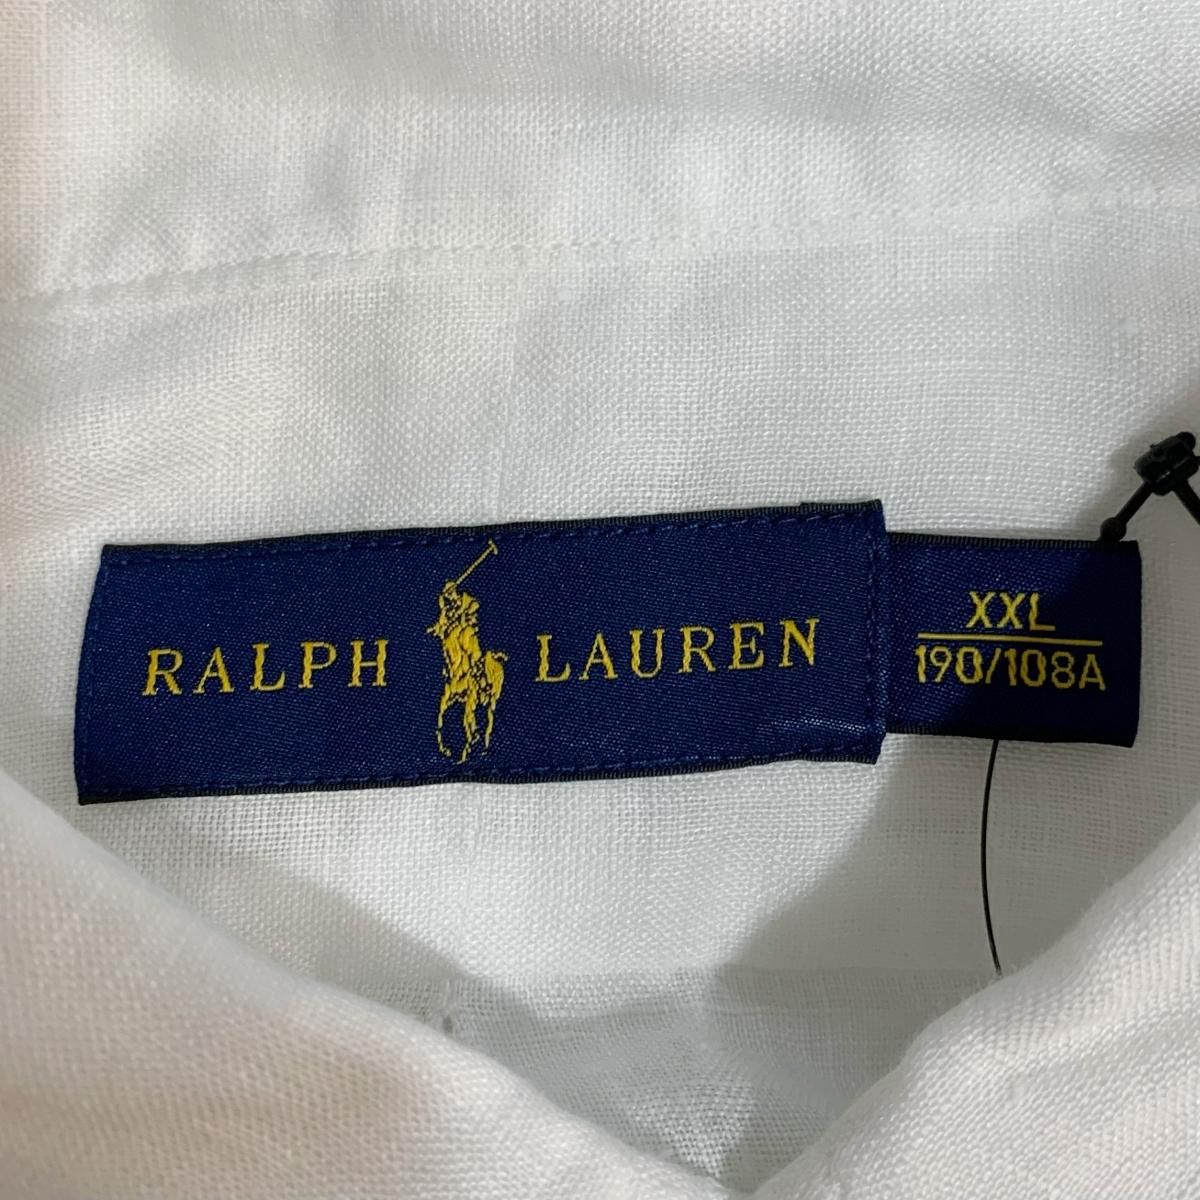 RALPH LAUREN
XXL
190/108A